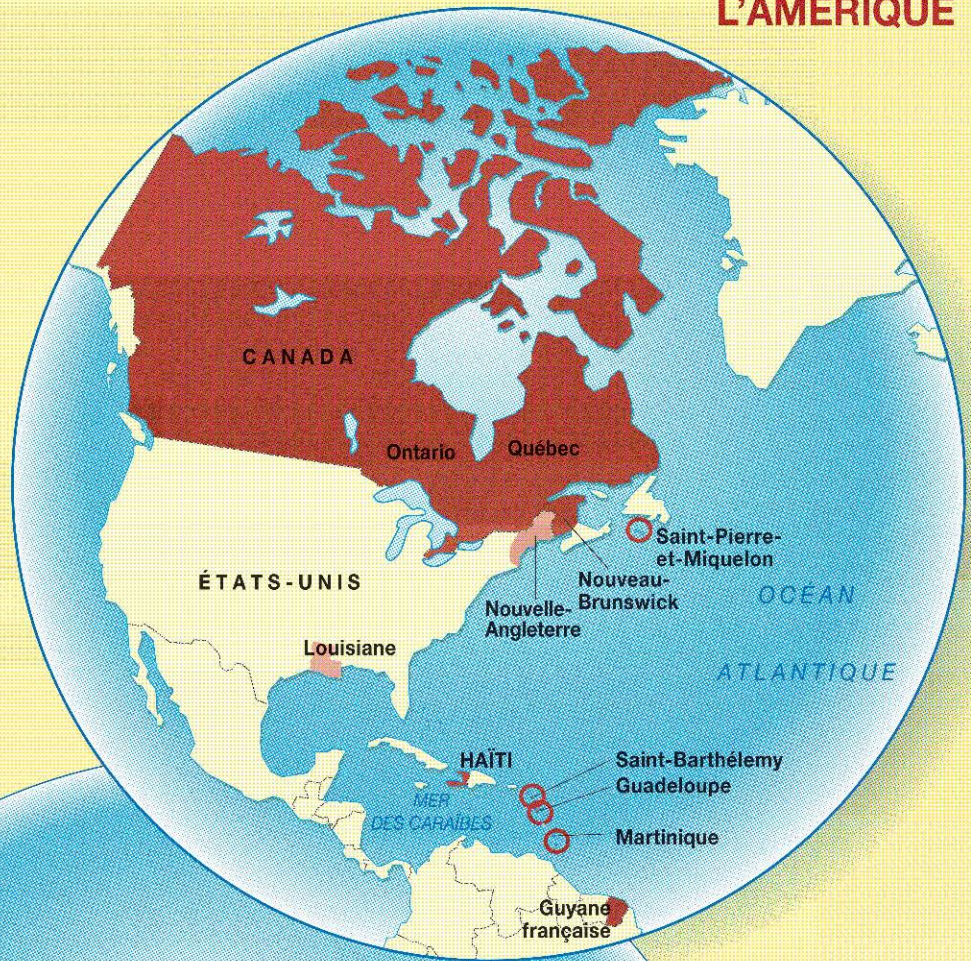 L'AMÉRIQUE
CANADA
Ontario
Québec
Saint-Pierre-
et-Miquelon
ÉTATS-UNIS
Nouveau-
Brunswick
Nouvelle-
Angleterre
OCÉAN
ATLANTIQUE
Louisiane
HAÏTI
MER
DES CARAÏBES
Saint-Barthélemy
Guadeloupe
Martinique
Guyane
française